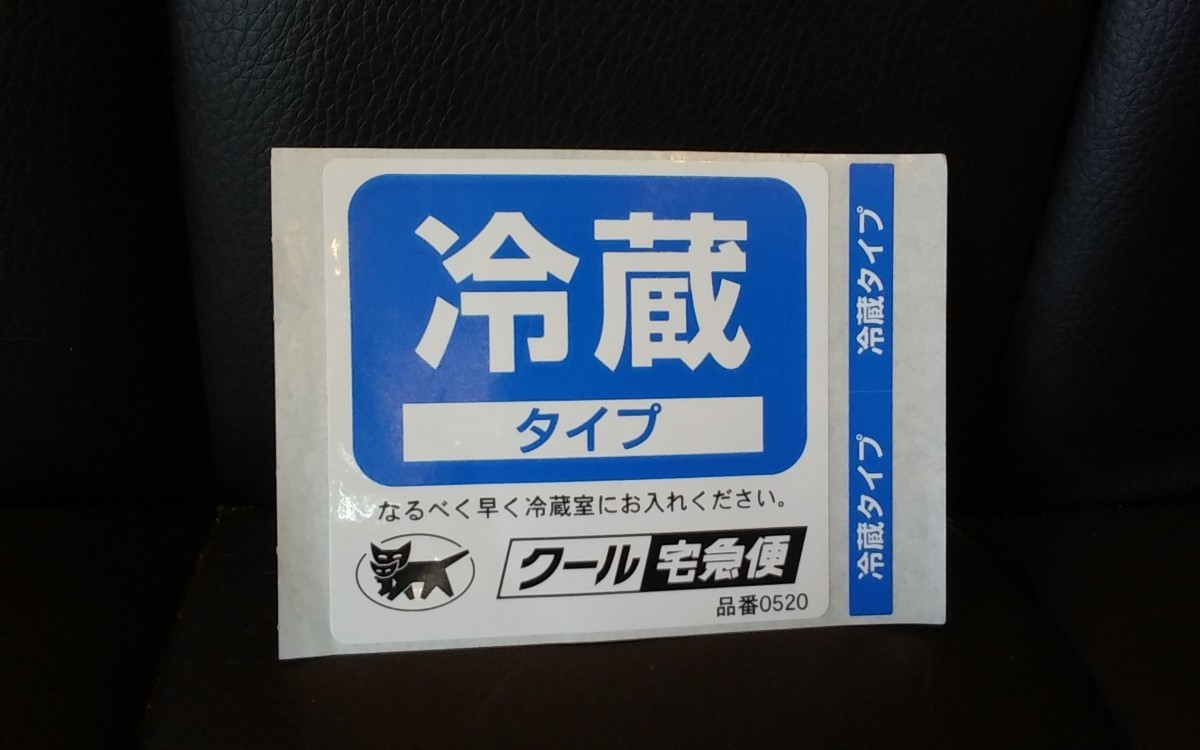 冷蔵
タイプ
なるべく早く冷蔵室にお入れください。
クール宅急便
品番0520
冷蔵タイプ
冷蔵タイプ